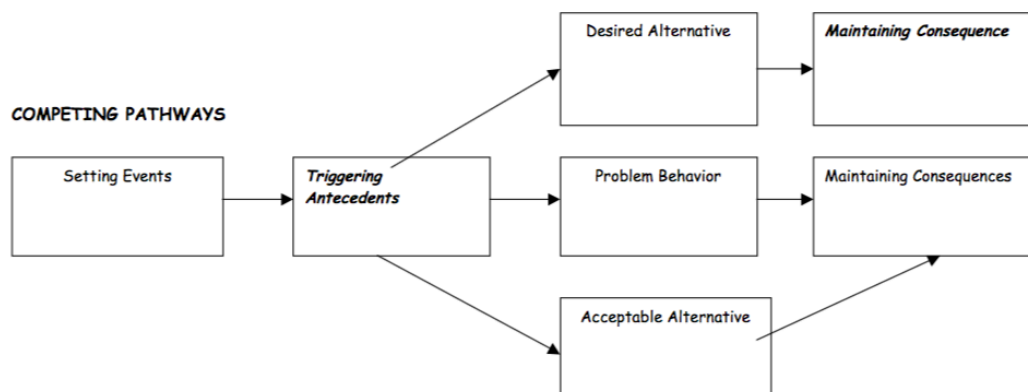 Desired Alternative
Maintaining Consequence
COMPETING PATHWAYS
Setting Events
Triggering
Antecedents
Problem Behavior
Maintaining Consequences
Acceptable Alternative